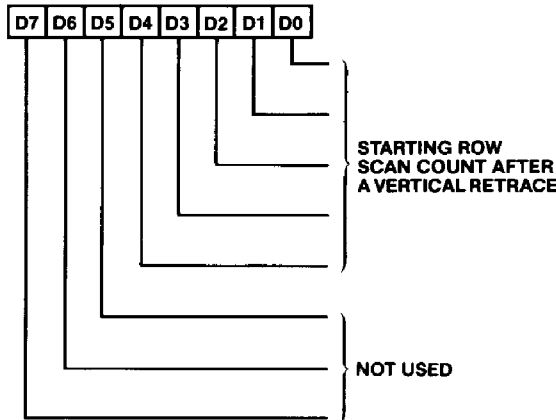 D7 D6 D5 D4 D3 D2 D1 D0
STARTING ROW
SCAN COUNT AFTER
A VERTICAL RETRACE
NOT USED